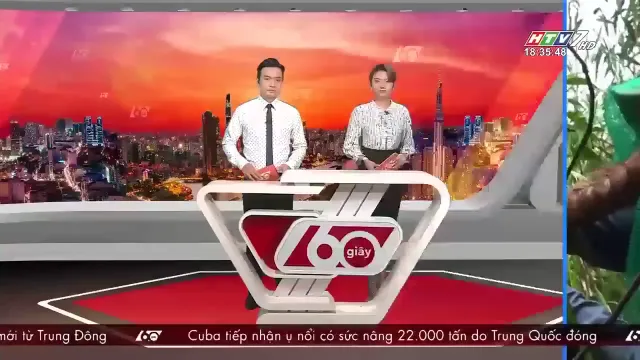 HTV7 HD
18:35:48
60 giây
mới từ Trung Đông 60 Cuba tiếp nhận ụ nổi có sức nâng 22.000 tấn do Trung Quốc đóng